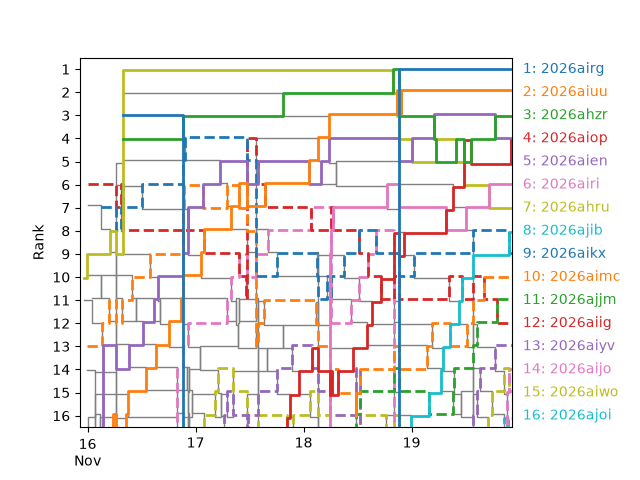 1
2
3
4
5
6
7
8
9
10
11
12
13
14
15
16
Rank
16
17
18
19
Nov
1: 2026airg
2: 2026aiuu
3: 2026ahzr
4: 2026aiop
5: 2026aien
6: 2026airi
7: 2026ahru
8: 2026ajib
9: 2026aikx
10: 2026aimc
11: 2026ajjm
12: 2026aiig
13: 2026aiyv
14: 2026aijo
15: 2026aiwo
16: 2026ajoi